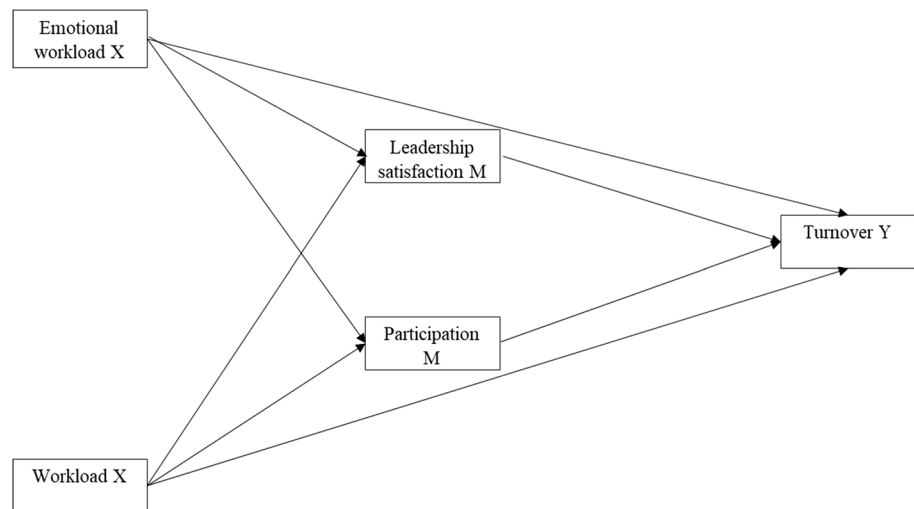 Emotional
workload X
Leadership
satisfaction M
Turnover Y
Participation
M
Workload X